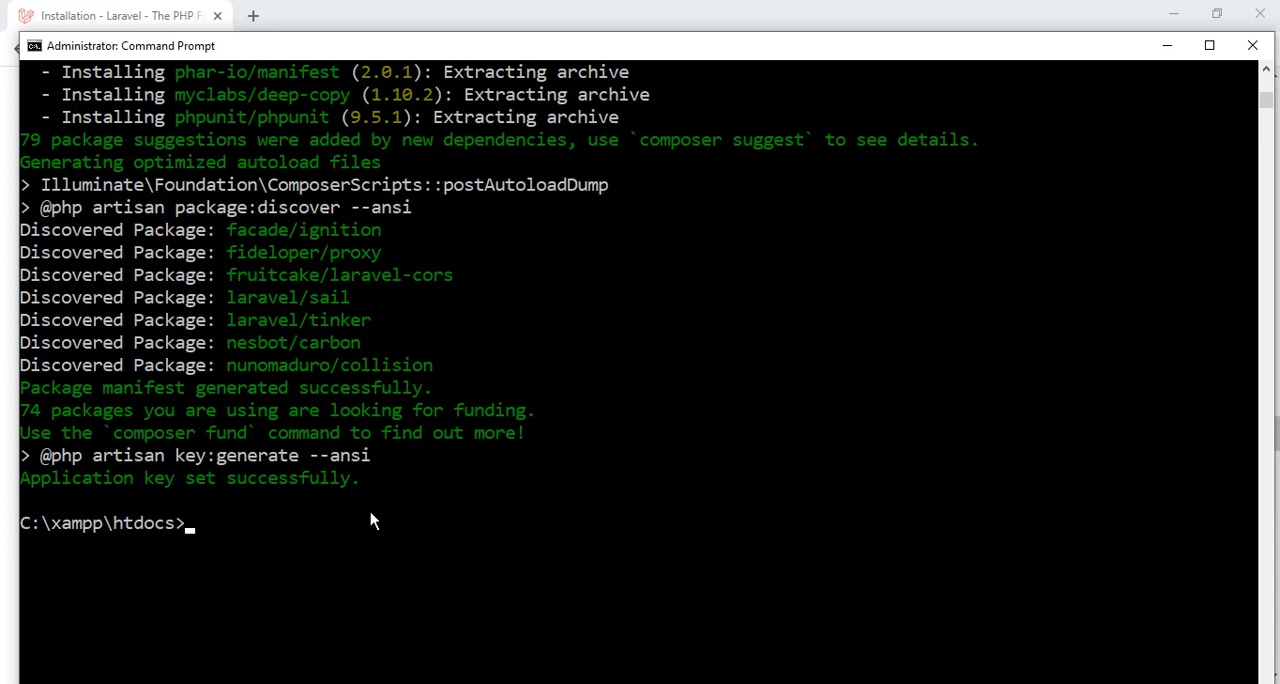 Installation - Laravel - The PHP F
Administrator: Command Prompt
- Installing phar-io/manifest (2.0.1): Extracting archive
- Installing myclabs/deep-copy (1.10.2): Extracting archive
- Installing phpunit/phpunit (9.5.1): Extracting archive
79 package suggestions were added by new dependencies, use `composer suggest` to see details.
Generating optimized autoload files
> Illuminate\Foundation\ComposerScripts::postAutoloadDump
> @php artisan package:discover --ansi
Discovered Package: facade/ignition
Discovered Package: fideloper/proxy
Discovered Package: fruitcake/laravel-cors
Discovered Package: laravel/sail
Discovered Package: laravel/tinker
Discovered Package: nesbot/carbon
Discovered Package: nunomaduro/collision
Package manifest generated successfully.
74 packages you are using are looking for funding.
Use the `composer fund` command to find out more!
> @php artisan key:generate --ansi
Application key set successfully.
C:\xampp\htdocs>